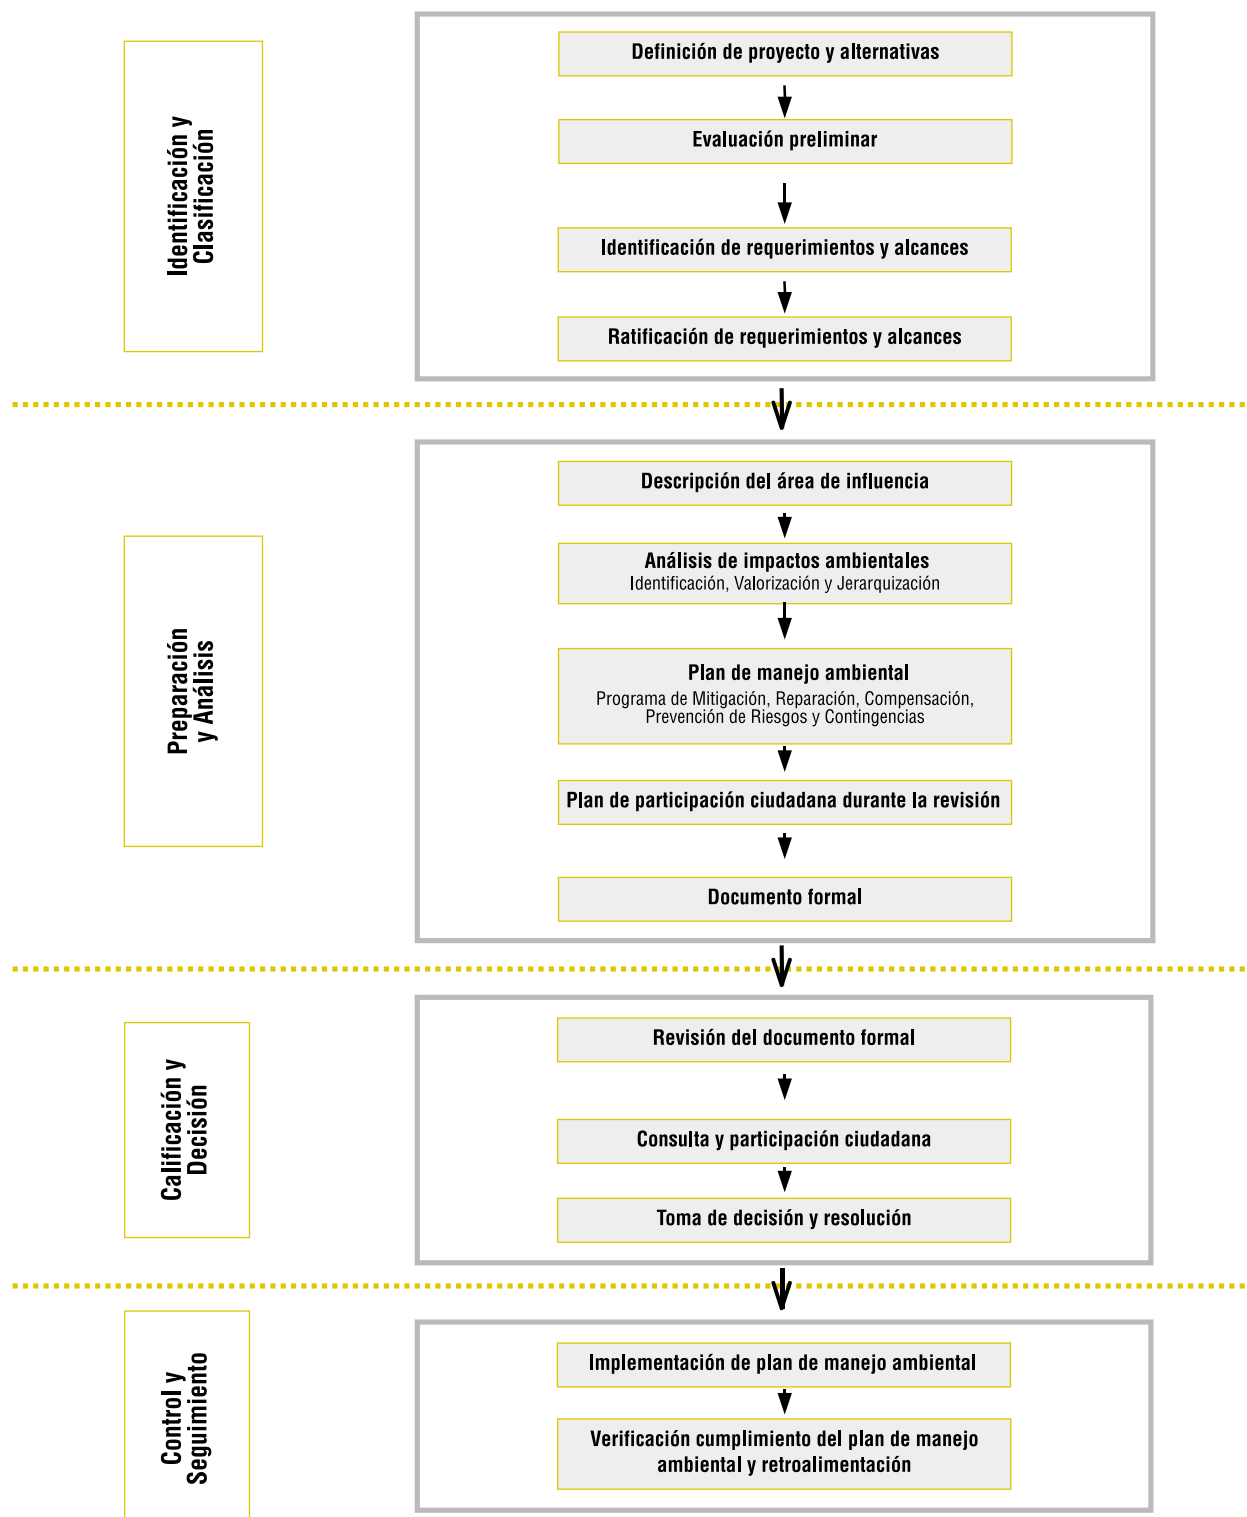 Identificación y
Clasificación
Definición de proyecto y alternativas
Evaluación preliminar
Identificación de requerimientos y alcances
Ratificación de requerimientos y alcances
Preparación
y Análisis
Descripción del área de influencia
Análisis de impactos ambientales
Identificación, Valorización y Jerarquización
Plan de manejo ambiental
Programa de Mitigación, Reparación, Compensación,
Prevención de Riesgos y Contingencias
Plan de participación ciudadana durante la revisión
Documento formal
Calificación y
Decisión
Revisión del documento formal
Consulta y participación ciudadana
Toma de decisión y resolución
Control y
Seguimiento
Implementación de plan de manejo ambiental
Verificación cumplimiento del plan de manejo
ambiental y retroalimentación